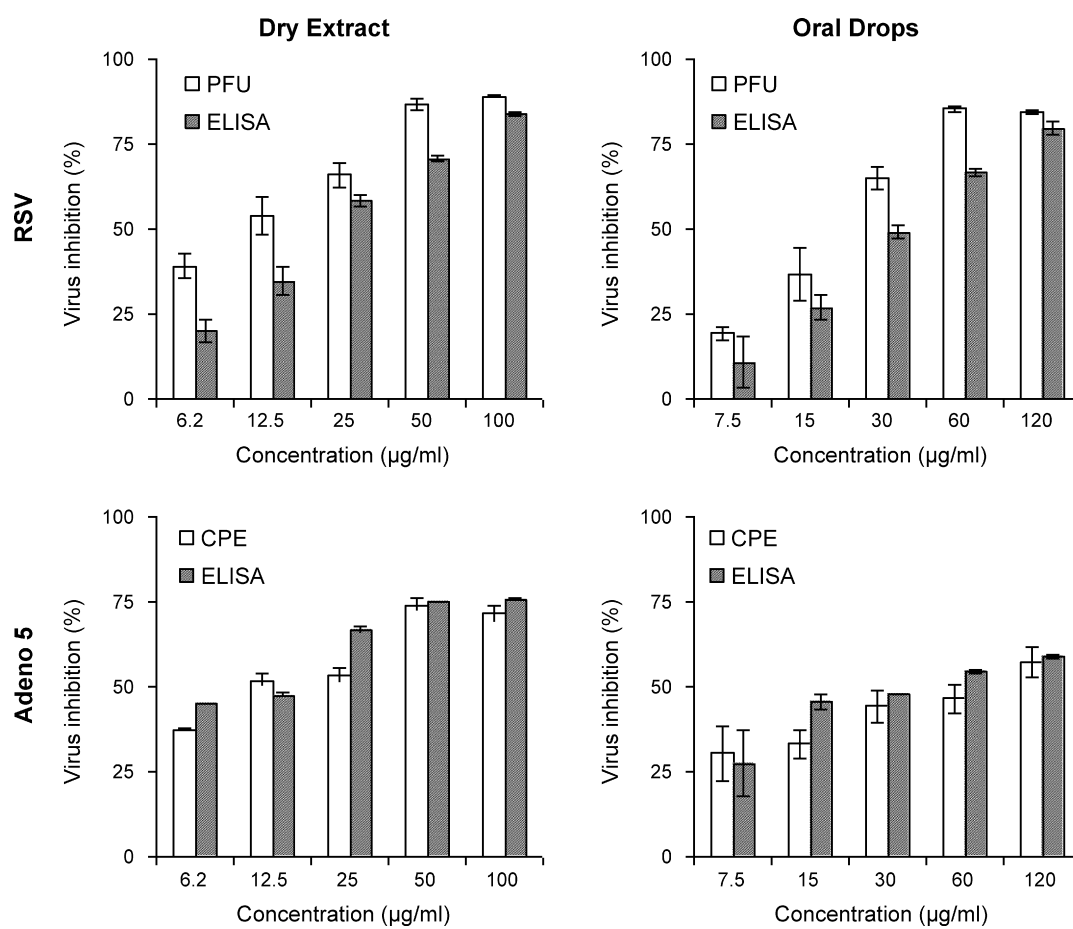 Dry Extract
Oral Drops
RSV
Virus inhibition (%)
100
75
50
25
0
PFU
ELISA
6.2 12.5 25 50 100
Concentration (µg/ml)
Virus inhibition (%)
100
75
50
25
0
PFU
ELISA
7.5 15 30 60 120
Concentration (µg/ml)
Adeno 5
Virus inhibition (%)
100
75
50
25
0
CPE
ELISA
6.2 12.5 25 50 100
Concentration (µg/ml)
Virus inhibition (%)
100
75
50
25
0
CPE
ELISA
7.5 15 30 60 120
Concentration (µg/ml)